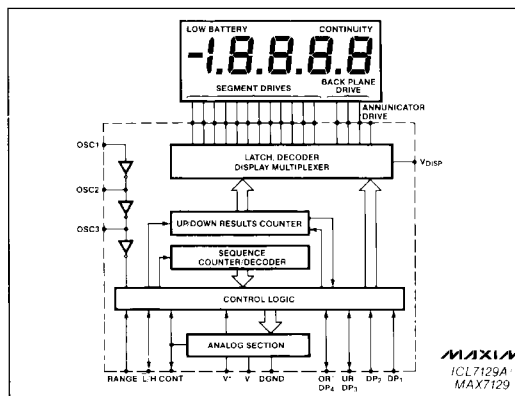 LOW BATTERY CONTINUITY
-1.8.8.8.8
SEGMENT DRIVES
BACK PLANE
DRIVE
ANNUNICATOR
DRIVE
OSC1
OSC2
OSC3
LATCH, DECODER
DISPLAY MULTIPLEXER
VDISP
UP/DOWN RESULTS COUNTER
SEQUENCE
COUNTER/DECODER
CONTROL LOGIC
ANALOG SECTION
RANGE L/H CONT V+ V- DGND OR DP4 UR DP3 DP2 DP1
MAXIM
ICL7129A
MAX7129